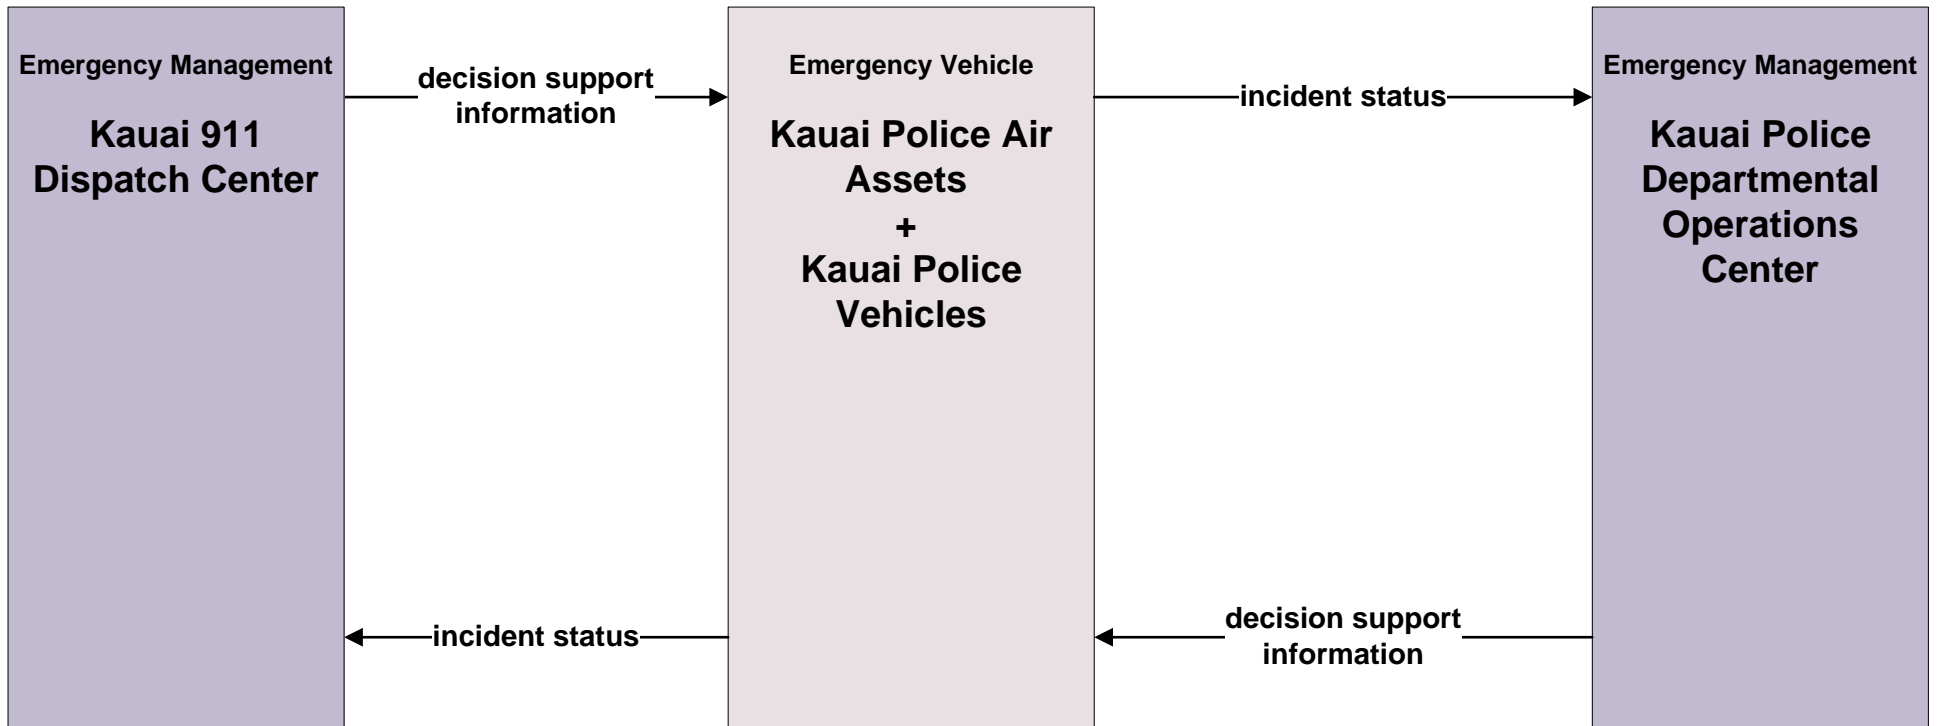 Emergency Management
Kauai 911
Dispatch Center
decision support
information
Emergency Vehicle
Kauai Police Air
Assets
+
Kauai Police
Vehicles
incident status
Emergency Management
Kauai Police
Departmental
Operations
Center
incident status
decision support
information